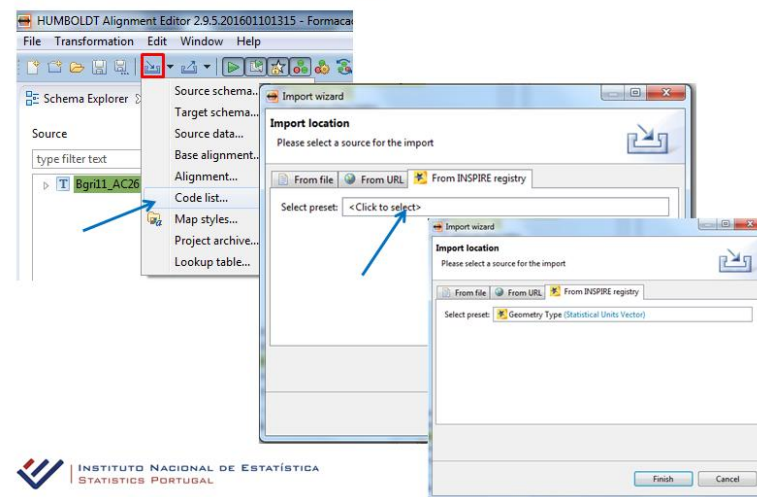 HUMBOLDT Alignment Editor 2.9.5.201601101315 - Formaca
File Transformation Edit Window Help
Schema Explorer
Source
type filter text
T Bgri11_AC26
Source schema...
Target schema...
Source data...
Base alignment...
Alignment...
Code list...
Map styles...
Project archive...
Lookup table...
Import wizard
Import location
Please select a source for the import
From file From URL From INSPIRE registry
Select preset: <Click to select>
Import wizard
Import location
Please select a source for the import
From file From URL From INSPIRE registry
Select preset: Geometry Type (Statistical Units Vector)
Finish Cancel
INSTITUTO NACIONAL DE ESTATÍSTICA
STATISTICS PORTUGAL